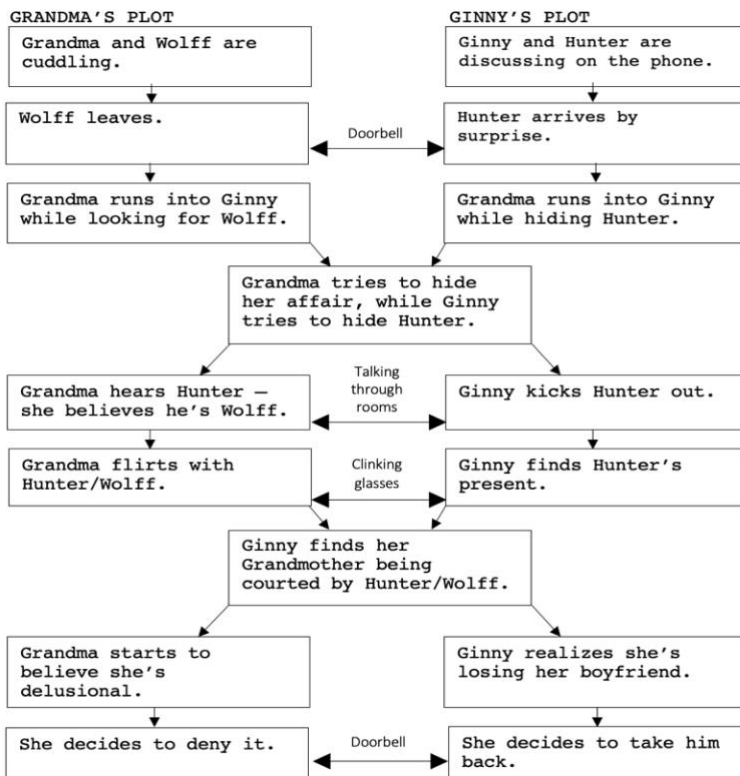 GRANDMA'S PLOT
GINNY'S PLOT
Grandma and Wolff are
cuddling.
Ginny and Hunter are
discussing on the phone.
Wolff leaves.
Doorbell
Hunter arrives by
surprise.
Grandma runs into Ginny
while looking for Wolff.
Grandma runs into Ginny
while hiding Hunter.
Grandma tries to hide
her affair, while Ginny
tries to hide Hunter.
Grandma hears Hunter —
she believes he's Wolff.
Talking
through
rooms
Ginny kicks Hunter out.
Grandma flirts with
Hunter/Wolff.
Clinking
glasses
Ginny finds Hunter's
present.
Ginny finds her
Grandmother being
courted by Hunter/Wolff.
Grandma starts to
believe she's
delusional.
Ginny realizes she's
losing her boyfriend.
She decides to deny it.
Doorbell
She decides to take him
back.